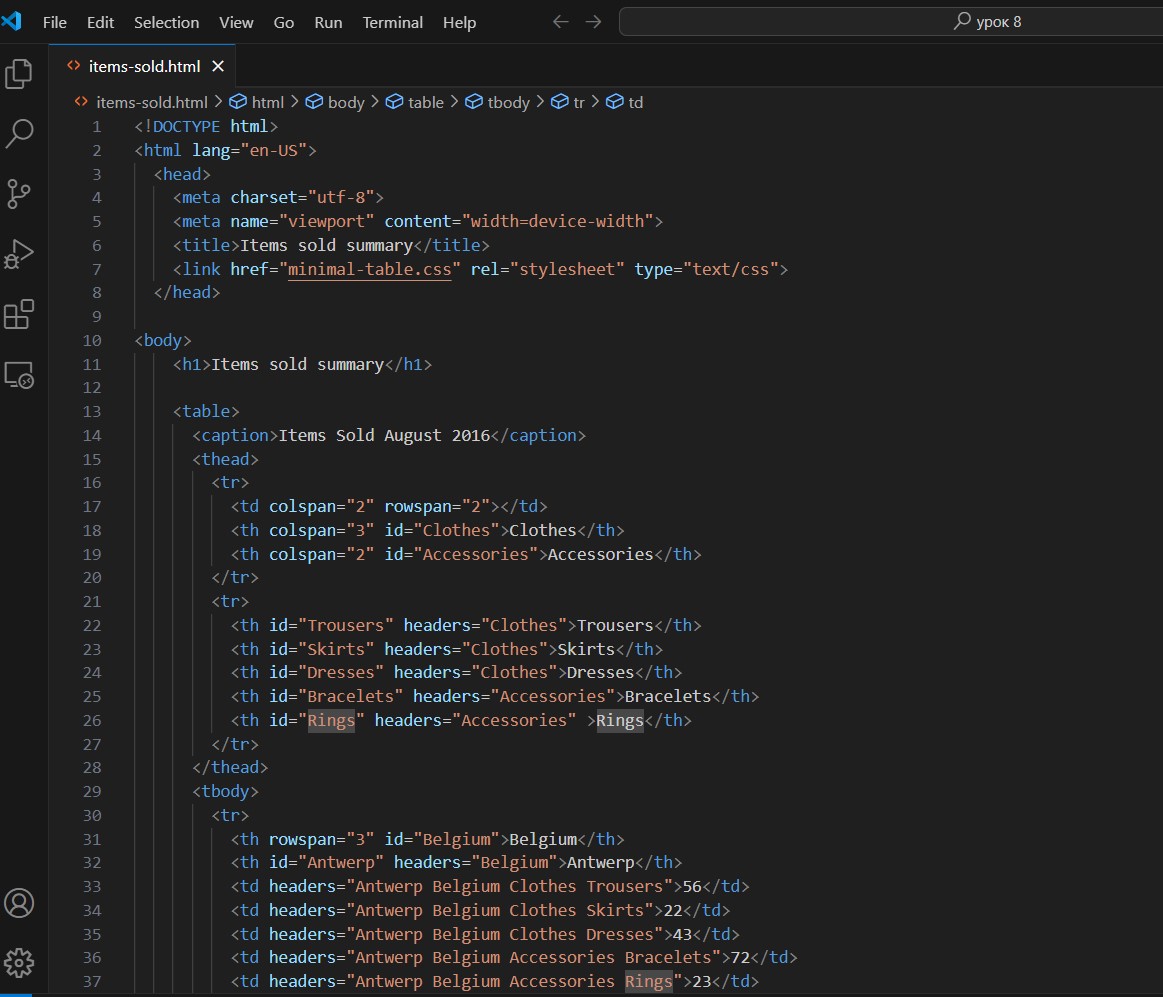 File Edit Selection View Go Run Terminal Help урок 8
items-sold.html
items-sold.html > html > body > table > tbody > tr > td
1 <!DOCTYPE html>
2 <html lang="en-US">
3 <head>
4 <meta charset="utf-8">
5 <meta name="viewport" content="width=device-width">
6 <title>Items sold summary</title>
7 <link href="minimal-table.css" rel="stylesheet" type="text/css">
8 </head>
9
10 <body>
11 <h1>Items sold summary</h1>
12
13 <table>
14 <caption>Items Sold August 2016</caption>
15 <thead>
16 <tr>
17 <td colspan="2" rowspan="2"></td>
18 <th colspan="3" id="Clothes">Clothes</th>
19 <th colspan="2" id="Accessories">Accessories</th>
20 </tr>
21 <tr>
22 <th id="Trousers" headers="Clothes">Trousers</th>
23 <th id="Skirts" headers="Clothes">Skirts</th>
24 <th id="Dresses" headers="Clothes">Dresses</th>
25 <th id="Bracelets" headers="Accessories">Bracelets</th>
26 <th id="Rings" headers="Accessories" >Rings</th>
27 </tr>
28 </thead>
29 <tbody>
30 <tr>
31 <th rowspan="3" id="Belgium">Belgium</th>
32 <th id="Antwerp" headers="Belgium">Antwerp</th>
33 <td headers="Antwerp Belgium Clothes Trousers">56</td>
34 <td headers="Antwerp Belgium Clothes Skirts">22</td>
35 <td headers="Antwerp Belgium Clothes Dresses">43</td>
36 <td headers="Antwerp Belgium Accessories Bracelets">72</td>
37 <td headers="Antwerp Belgium Accessories Rings">23</td>